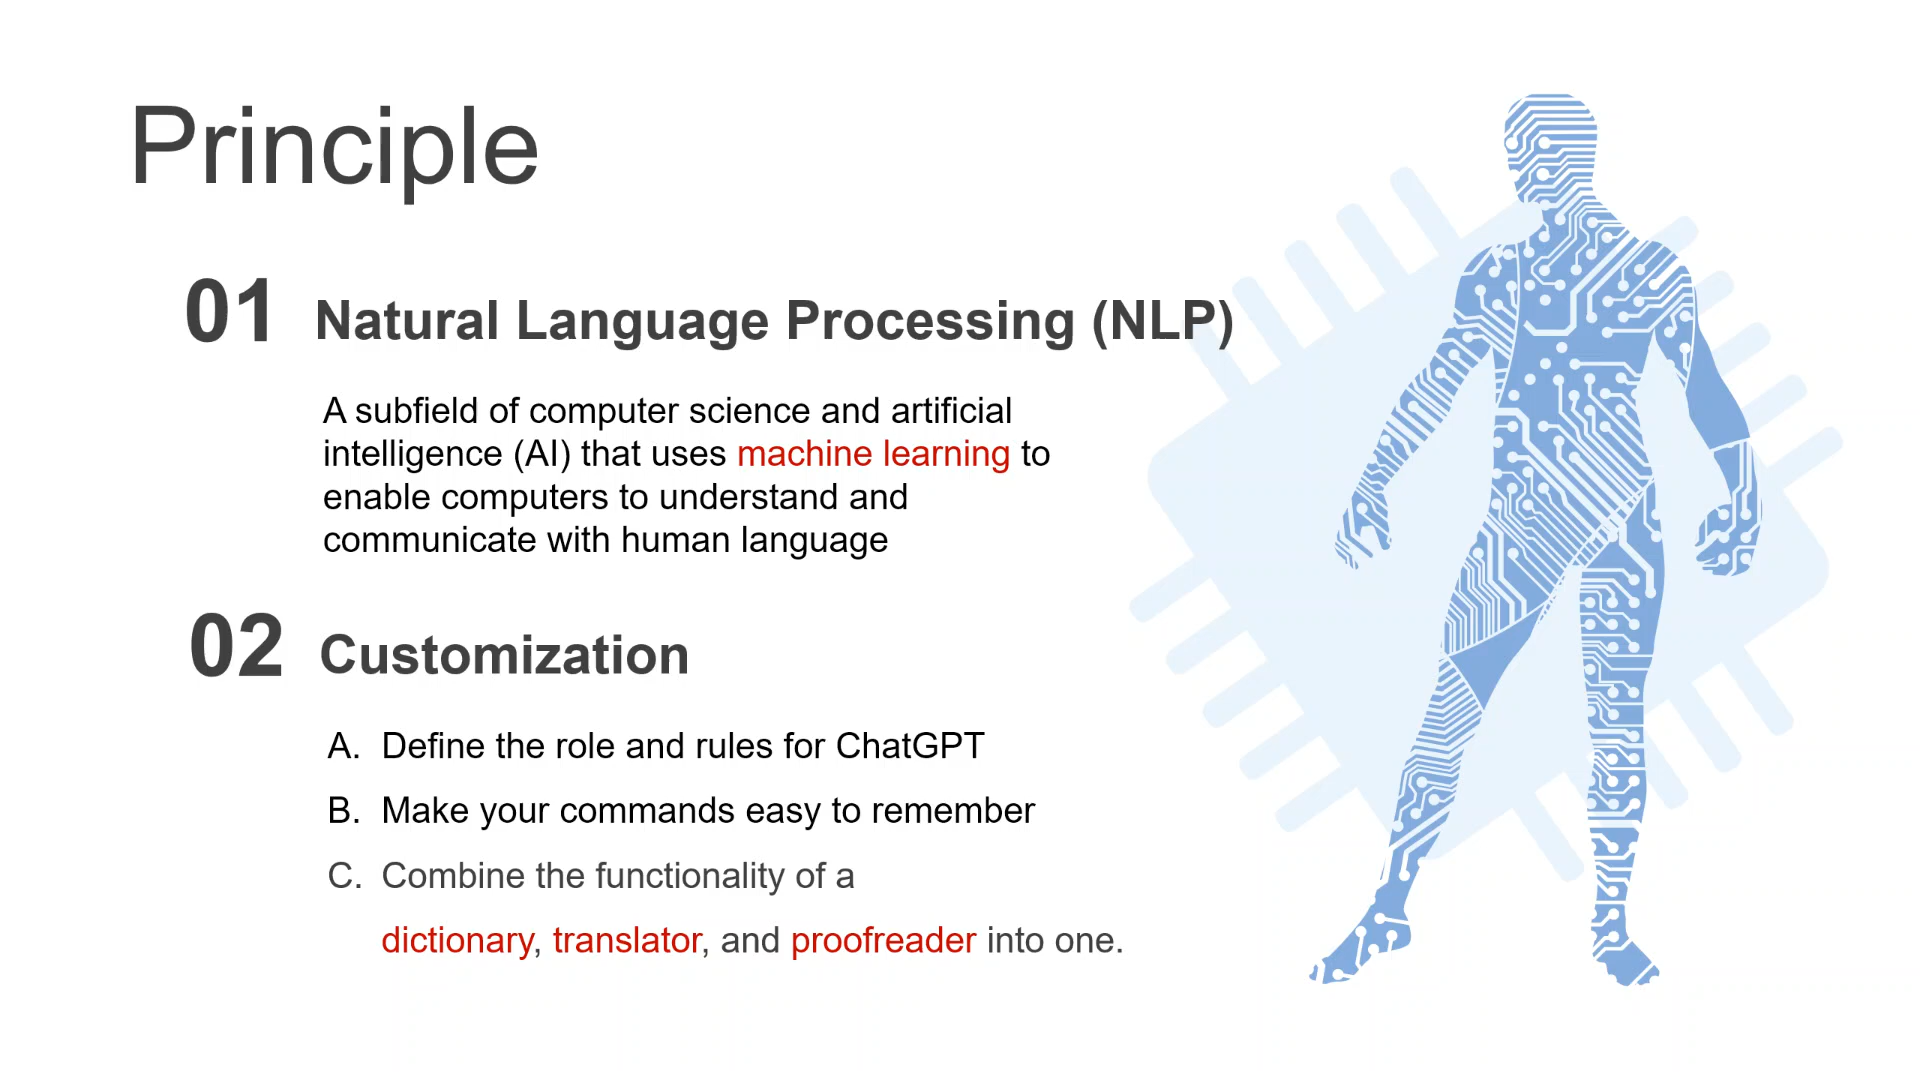 Principle
01 Natural Language Processing (NLP)
A subfield of computer science and artificial
intelligence (AI) that uses machine learning to
enable computers to understand and
communicate with human language
02 Customization
A. Define the role and rules for ChatGPT
B. Make your commands easy to remember
C. Combine the functionality of a
dictionary, translator, and proofreader into one.